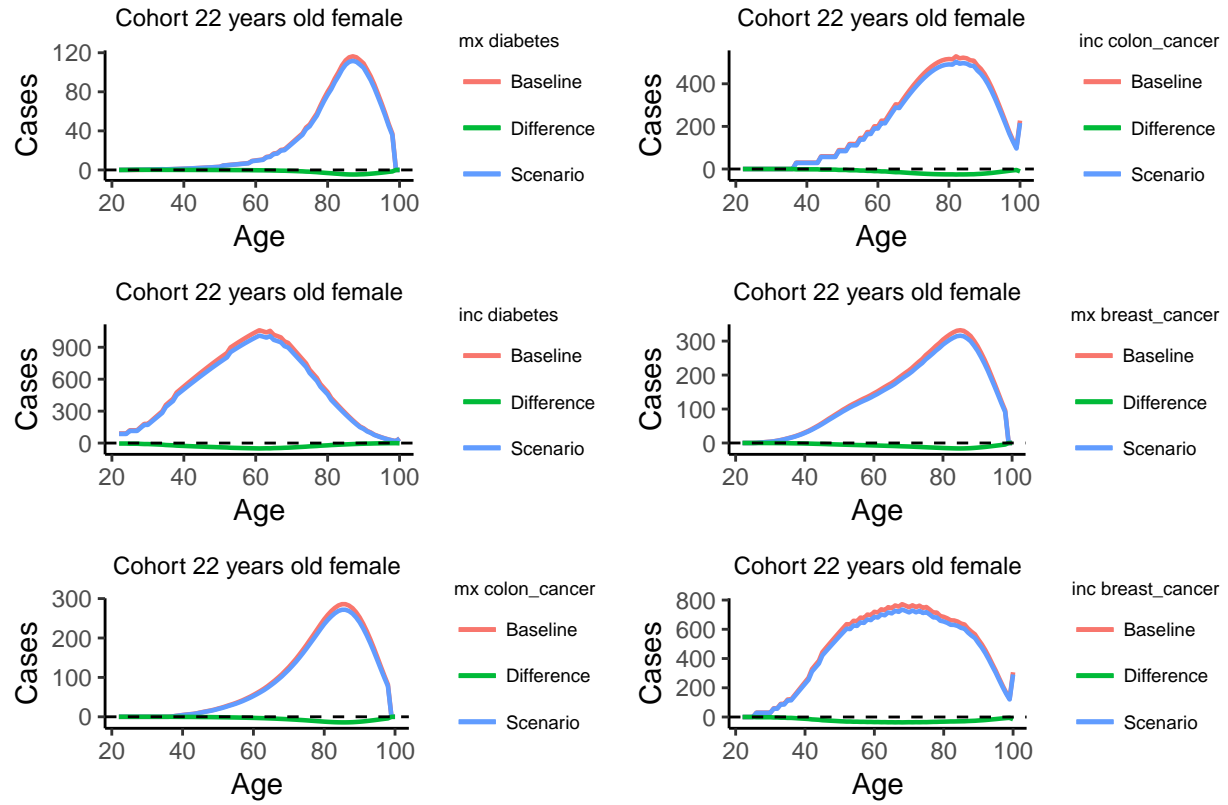 Cohort 22 years old female
mx diabetes
Baseline
Difference
Scenario
Cases
120
80
40
0
20 40 60 80 100
Age
Cohort 22 years old female
inc colon_cancer
Baseline
Difference
Scenario
Cases
400
200
0
20 40 60 80 100
Age
Cohort 22 years old female
inc diabetes
Baseline
Difference
Scenario
Cases
900
600
300
0
20 40 60 80 100
Age
Cohort 22 years old female
mx breast_cancer
Baseline
Difference
Scenario
Cases
300
200
100
0
20 40 60 80 100
Age
Cohort 22 years old female
mx colon_cancer
Baseline
Difference
Scenario
Cases
300
200
100
0
20 40 60 80 100
Age
Cohort 22 years old female
inc breast_cancer
Baseline
Difference
Scenario
Cases
800
600
400
200
0
20 40 60 80 100
Age